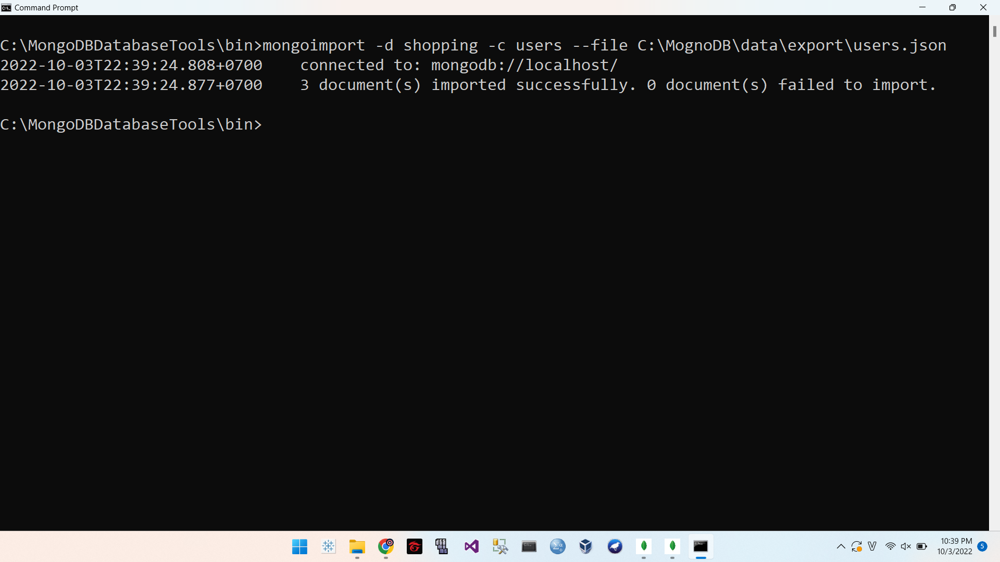 Command Prompt
C:\MongoDBDatabaseTools\bin>mongoimport -d shopping -c users --file C:\MognoDB\data\export\users.json
2022-10-03T22:39:24.808+0700    connected to: mongodb://localhost/
2022-10-03T22:39:24.877+0700    3 document(s) imported successfully. 0 document(s) failed to import.
C:\MongoDBDatabaseTools\bin>
10:39 PM
10/3/2022
5